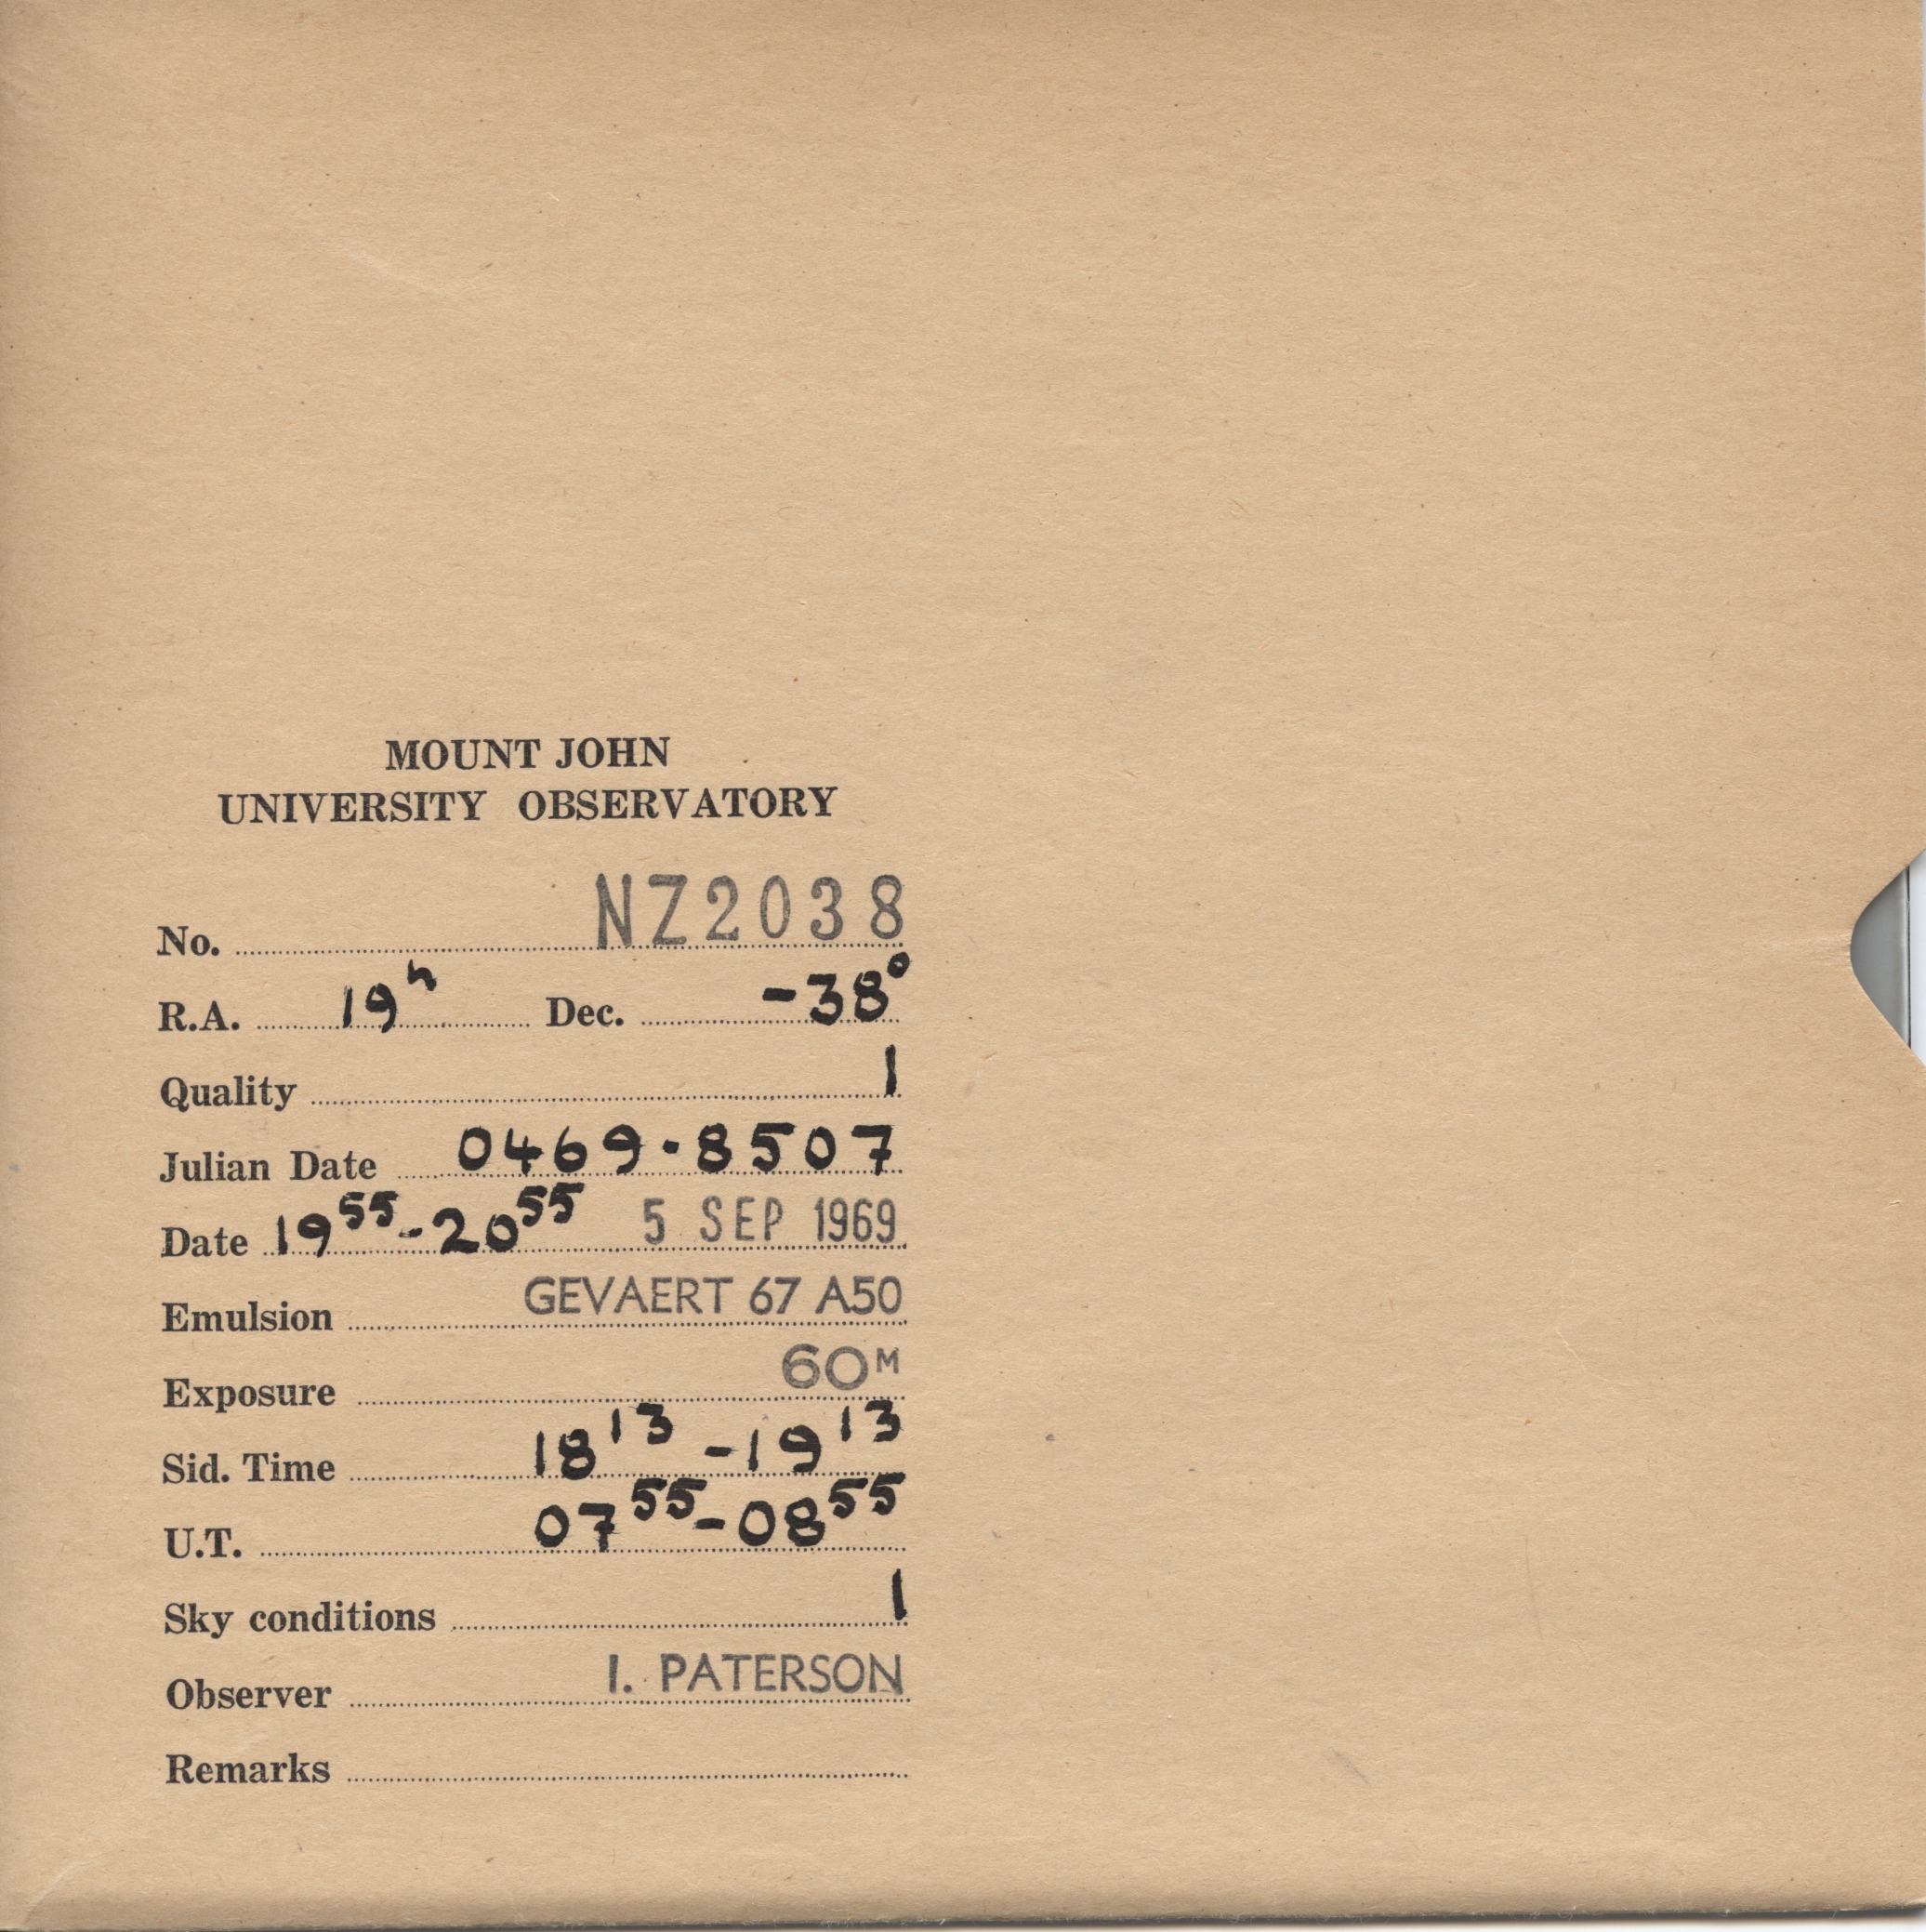 MOUNT JOHN
UNIVERSITY OBSERVATORY
No. NZ2038
R.A. 19ʰ Dec. -38°
Quality 1
Julian Date 0469.8507
Date 19⁵⁵-20⁵⁵ 5 SEP 1969
Emulsion GEVAERT 67 A50
Exposure 60ᴹ
Sid. Time 18¹³-19¹³
U.T. 07⁵⁵-08⁵⁵
Sky conditions 1
Observer I. PATERSON
Remarks